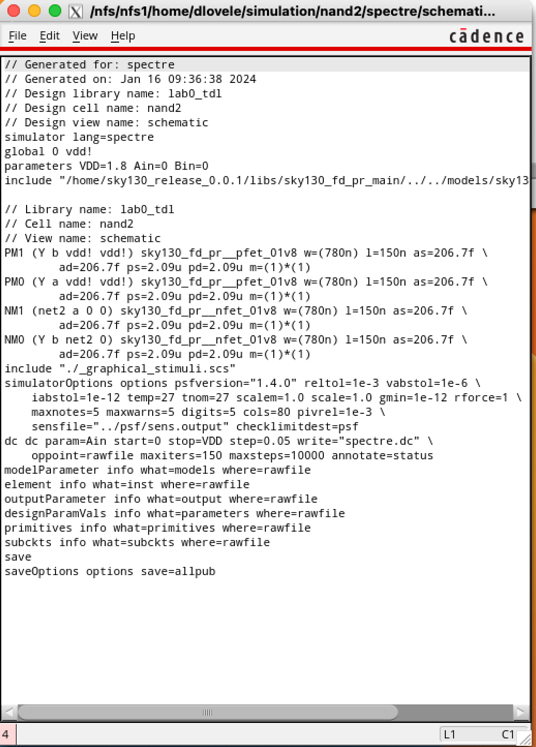 /nfs/nfs1/home/dlovele/simulation/nand2/spectre/schemati...
File Edit View Help cādence
// Generated for: spectre
// Generated on: Jan 16 09:36:38 2024
// Design library name: lab0_tdl
// Design cell name: nand2
// Design view name: schematic
simulator lang=spectre
global 0 vdd!
parameters VDD=1.8 Ain=0 Bin=0
include "/home/sky130_release_0.0.1/libs/sky130_fd_pr_main/../../models/sky13
// Library name: lab0_tdl
// Cell name: nand2
// View name: schematic
PM1 (Y b vdd! vdd!) sky130_fd_pr__pfet_01v8 w=(780n) l=150n as=206.7f \
ad=206.7f ps=2.09u pd=2.09u m=(1)*(1)
PM0 (Y a vdd! vdd!) sky130_fd_pr__pfet_01v8 w=(780n) l=150n as=206.7f \
ad=206.7f ps=2.09u pd=2.09u m=(1)*(1)
NM1 (net2 a 0 0) sky130_fd_pr__nfet_01v8 w=(780n) l=150n as=206.7f \
ad=206.7f ps=2.09u pd=2.09u m=(1)*(1)
NM0 (Y b net2 0) sky130_fd_pr__nfet_01v8 w=(780n) l=150n as=206.7f \
ad=206.7f ps=2.09u pd=2.09u m=(1)*(1)
include "./_graphical_stimuli.scs"
simulatorOptions options psfversion="1.4.0" reltol=1e-3 vabstol=1e-6 \
iabstol=1e-12 temp=27 tnom=27 scalem=1.0 scale=1.0 gmin=1e-12 rforce=1 \
maxnotes=5 maxwarns=5 digits=5 cols=80 pivrel=1e-3 \
sensfile="../psf/sens.output" checklimitdest=psf
dc dc param=Ain start=0 stop=VDD step=0.05 write="spectre.dc" \
oppoint=rawfile maxiters=150 maxsteps=10000 annotate=status
modelParameter info what=models where=rawfile
element info what=inst where=rawfile
outputParameter info what=output where=rawfile
designParamVals info what=parameters where=rawfile
primitives info what=primitives where=rawfile
subckts info what=subckts where=rawfile
save
saveOptions options save=allpub
4 L1 C1